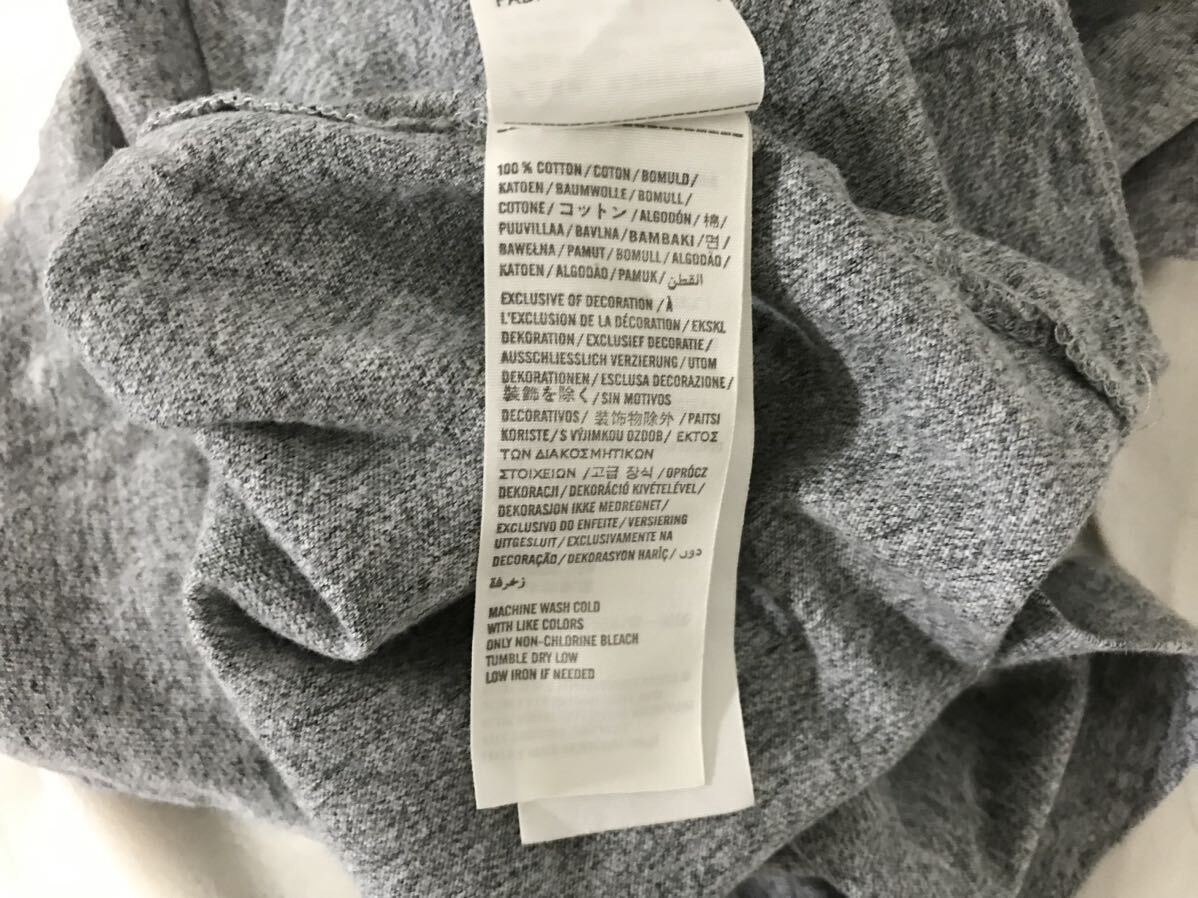 100 % COTTON / COTON / BOMULD /
KATOEN / BAUMWOLLE / BOMULL /
COTONE / コットン / ALGODÓN / 棉 /
PUUVILLAA / BAVLNA / BAMBAKI / 면 /
BAWEŁNA / PAMUT / BOMULL / ALGODÃO /
KATOEN / ALGODÃO / PAMUK / القطن
EXCLUSIVE OF DECORATION / À
L'EXCLUSION DE LA DÉCORATION / EKSKL
DEKORATION / EXCLUSIEF DECORATIE /
AUSSCHLIESSLICH VERZIERUNG / UTOM
DEKORATIONEN / ESCLUSA DECORAZIONE /
装飾を除く / SIN MOTIVOS
DECORATIVOS / 装饰物除外 / PAITSI
KORISTE / S VÝJIMKOU OZDOB / ΕΚΤΟΣ
ΤΩΝ ΔΙΑΚΟΣΜΗΤΙΚΩΝ
ΣΤΟΙΧΕΙΩΝ / 고급 장식 / OPRÓCZ
DEKORACJI / DEKORÁCIÓ KIVÉTELÉVEL /
DEKORASJON IKKE MEDREGNET /
EXCLUSIVO DO ENFEITE / VERSIERING
UITGESLUIT / EXCLUSIVAMENTE NA
DECORAÇÃO / DEKORASYON HARİÇ / دون
زخرفة
MACHINE WASH COLD
WITH LIKE COLORS
ONLY NON-CHLORINE BLEACH
TUMBLE DRY LOW
LOW IRON IF NEEDED